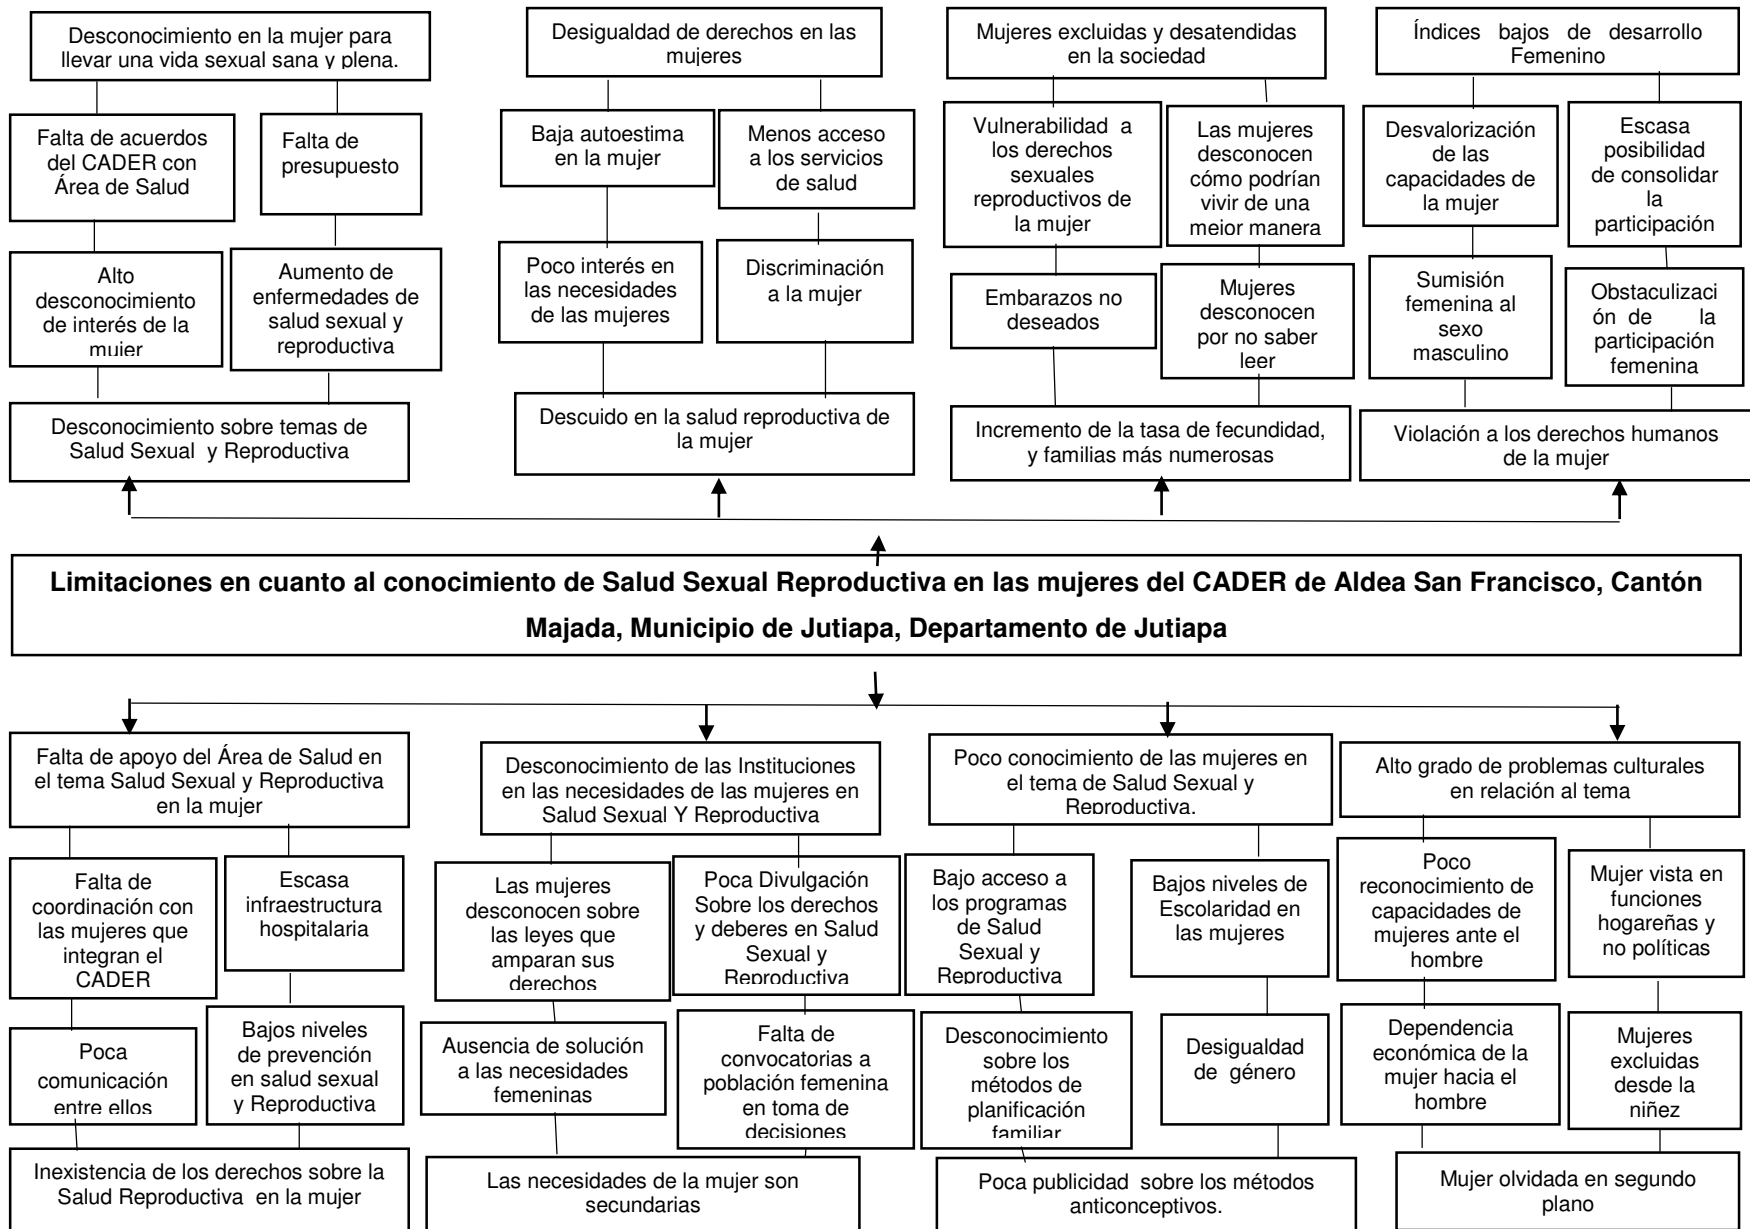 Desconocimiento en la mujer para
llevar una vida sexual sana y plena.
Desigualdad de derechos en las
mujeres
Mujeres excluidas y desatendidas
en la sociedad
Índices bajos de desarrollo
Femenino
Falta de acuerdos
del CADER con
Área de Salud
Falta de
presupuesto
Baja autoestima
en la mujer
Menos acceso
a los servicios
de salud
Vulnerabilidad a
los derechos
sexuales
reproductivos de
la mujer
Las mujeres
desconocen
cómo podrían
vivir de una
mejor manera
Desvalorización
de las
capacidades de
la mujer
Escasa
posibilidad
de consolidar
la
participación
Alto
desconocimiento
de interés de la
mujer
Aumento de
enfermedades de
salud sexual y
reproductiva
Poco interés en
las necesidades
de las mujeres
Discriminación
a la mujer
Embarazos no
deseados
Mujeres
desconocen
por no saber
leer
Sumisión
femenina al
sexo
masculino
Obstaculizaci
ón de la
participación
femenina
Desconocimiento sobre temas de
Salud Sexual y Reproductiva
Descuido en la salud reproductiva de
la mujer
Incremento de la tasa de fecundidad,
y familias más numerosas
Violación a los derechos humanos
de la mujer
Limitaciones en cuanto al conocimiento de Salud Sexual Reproductiva en las mujeres del CADER de Aldea San Francisco, Cantón
Majada, Municipio de Jutiapa, Departamento de Jutiapa
Falta de apoyo del Área de Salud en
el tema Salud Sexual y Reproductiva
en la mujer
Desconocimiento de las Instituciones
en las necesidades de las mujeres en
Salud Sexual Y Reproductiva
Poco conocimiento de las mujeres en
el tema de Salud Sexual y
Reproductiva.
Alto grado de problemas culturales
en relación al tema
Falta de
coordinación con
las mujeres que
integran el
CADER
Escasa
infraestructura
hospitalaria
Las mujeres
desconocen sobre
las leyes que
amparan sus
derechos
Poca Divulgación
Sobre los derechos
y deberes en Salud
Sexual y
Reproductiva
Bajo acceso a
los programas
de Salud
Sexual y
Reproductiva
Bajos niveles de
Escolaridad en
las mujeres
Poco
reconocimiento de
capacidades de
mujeres ante el
hombre
Mujer vista en
funciones
hogareñas y
no políticas
Poca
comunicación
entre ellos
Bajos niveles
de prevención
en salud sexual
y Reproductiva
Ausencia de solución
a las necesidades
femeninas
Falta de
convocatorias a
población femenina
en toma de
decisiones
Desconocimiento
sobre los
métodos de
planificación
familiar
Desigualdad
de género
Dependencia
económica de la
mujer hacia el
hombre
Mujeres
excluidas
desde la
niñez
Inexistencia de los derechos sobre la
Salud Reproductiva en la mujer
Las necesidades de la mujer son
secundarias
Poca publicidad sobre los métodos
anticonceptivos.
Mujer olvidada en segundo
plano